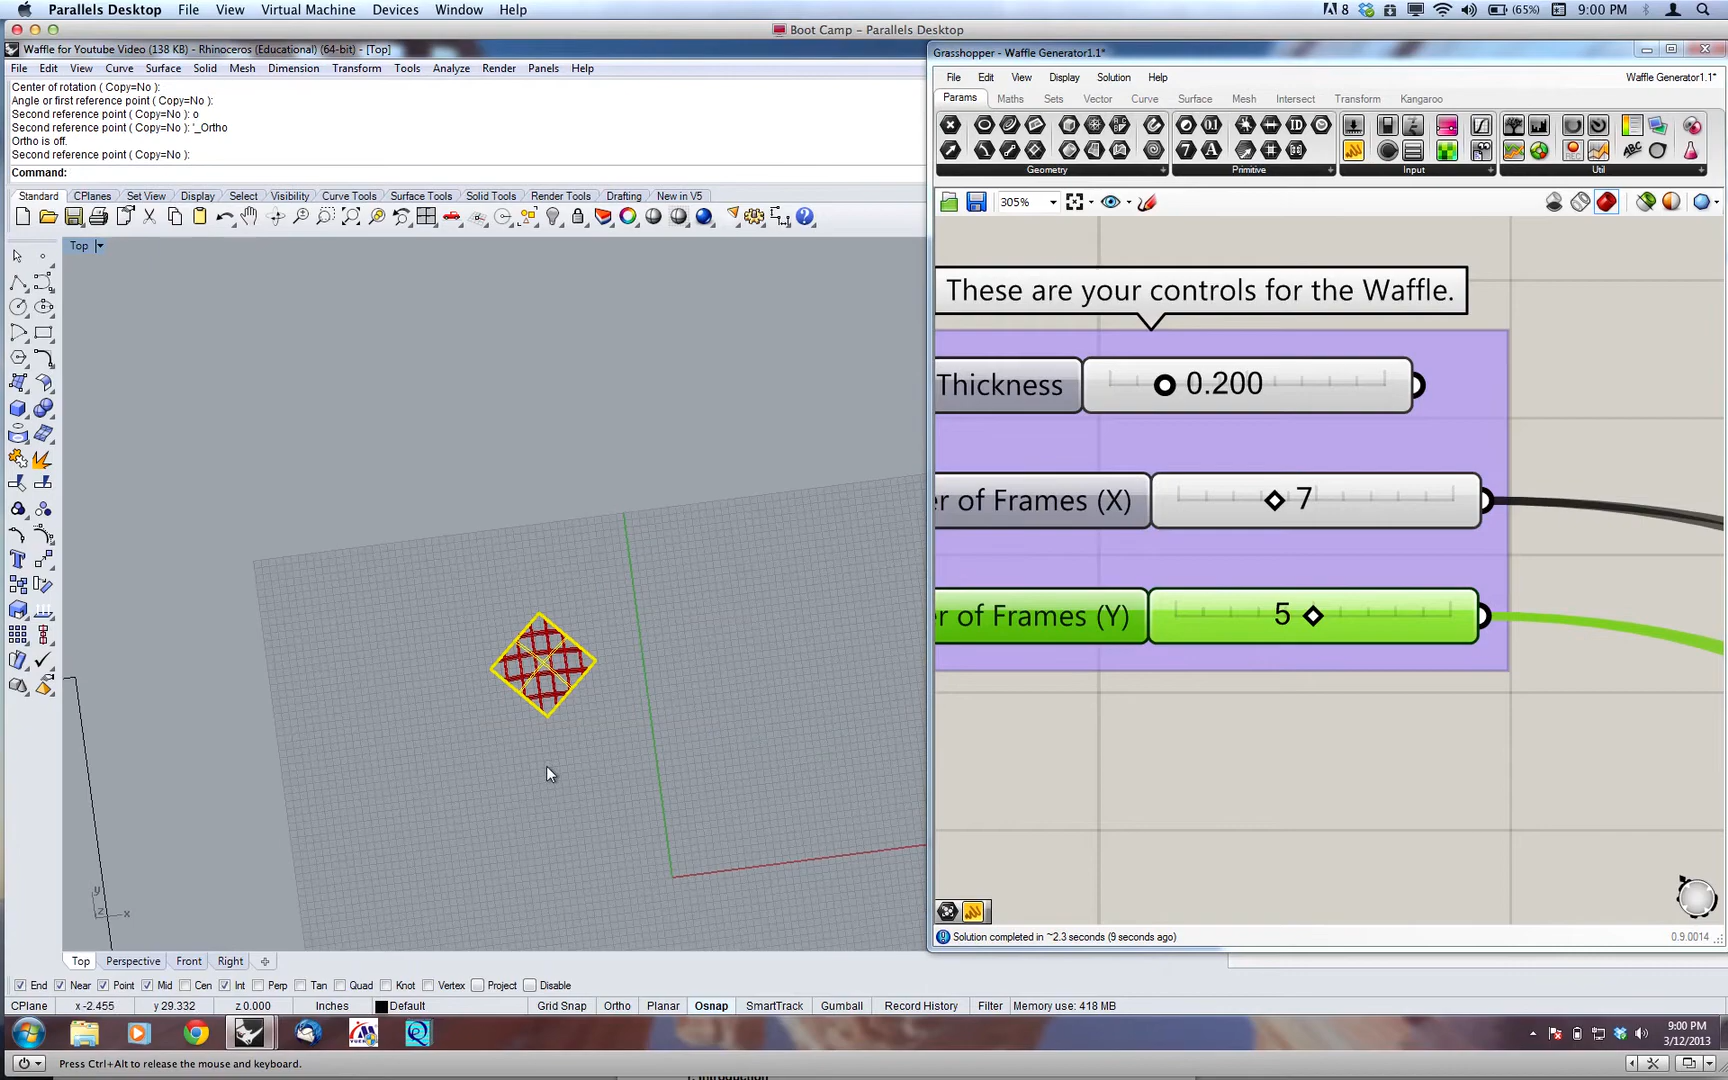 Parallels Desktop File View Virtual Machine Devices Window Help
8 (65%) 9:00 PM
Boot Camp - Parallels Desktop
Waffle for Youtube Video (138 KB) - Rhinoceros (Educational) (64-bit) - [Top]
File Edit View Curve Surface Solid Mesh Dimension Transform Tools Analyze Render Panels Help
Center of rotation ( Copy=No ):
Angle or first reference point ( Copy=No ):
Second reference point ( Copy=No ): o
Second reference point ( Copy=No ): '_Ortho
Ortho is off.
Second reference point ( Copy=No ):
Command:
Standard CPlanes Set View Display Select Visibility Curve Tools Surface Tools Solid Tools Render Tools Drafting New in V5
Top
y
z x
Top Perspective Front Right
End Near Point Mid Cen Int Perp Tan Quad Knot Vertex Project Disable
CPlane x -2.455 y 29.332 z 0.000 Inches Default Grid Snap Ortho Planar Osnap SmartTrack Gumball Record History Filter Memory use: 418 MB
Grasshopper - Waffle Generator1.1*
File Edit View Display Solution Help
Waffle Generator1.1*
Params Maths Sets Vector Curve Surface Mesh Intersect Transform Kangaroo
Geometry Primitive Input Util
305%
These are your controls for the Waffle.
Thickness 0.200
er of Frames (X) 7
er of Frames (Y) 5
Solution completed in ~2.3 seconds (9 seconds ago)
0.9.0014
9:00 PM
3/12/2013
Press Ctrl+Alt to release the mouse and keyboard.